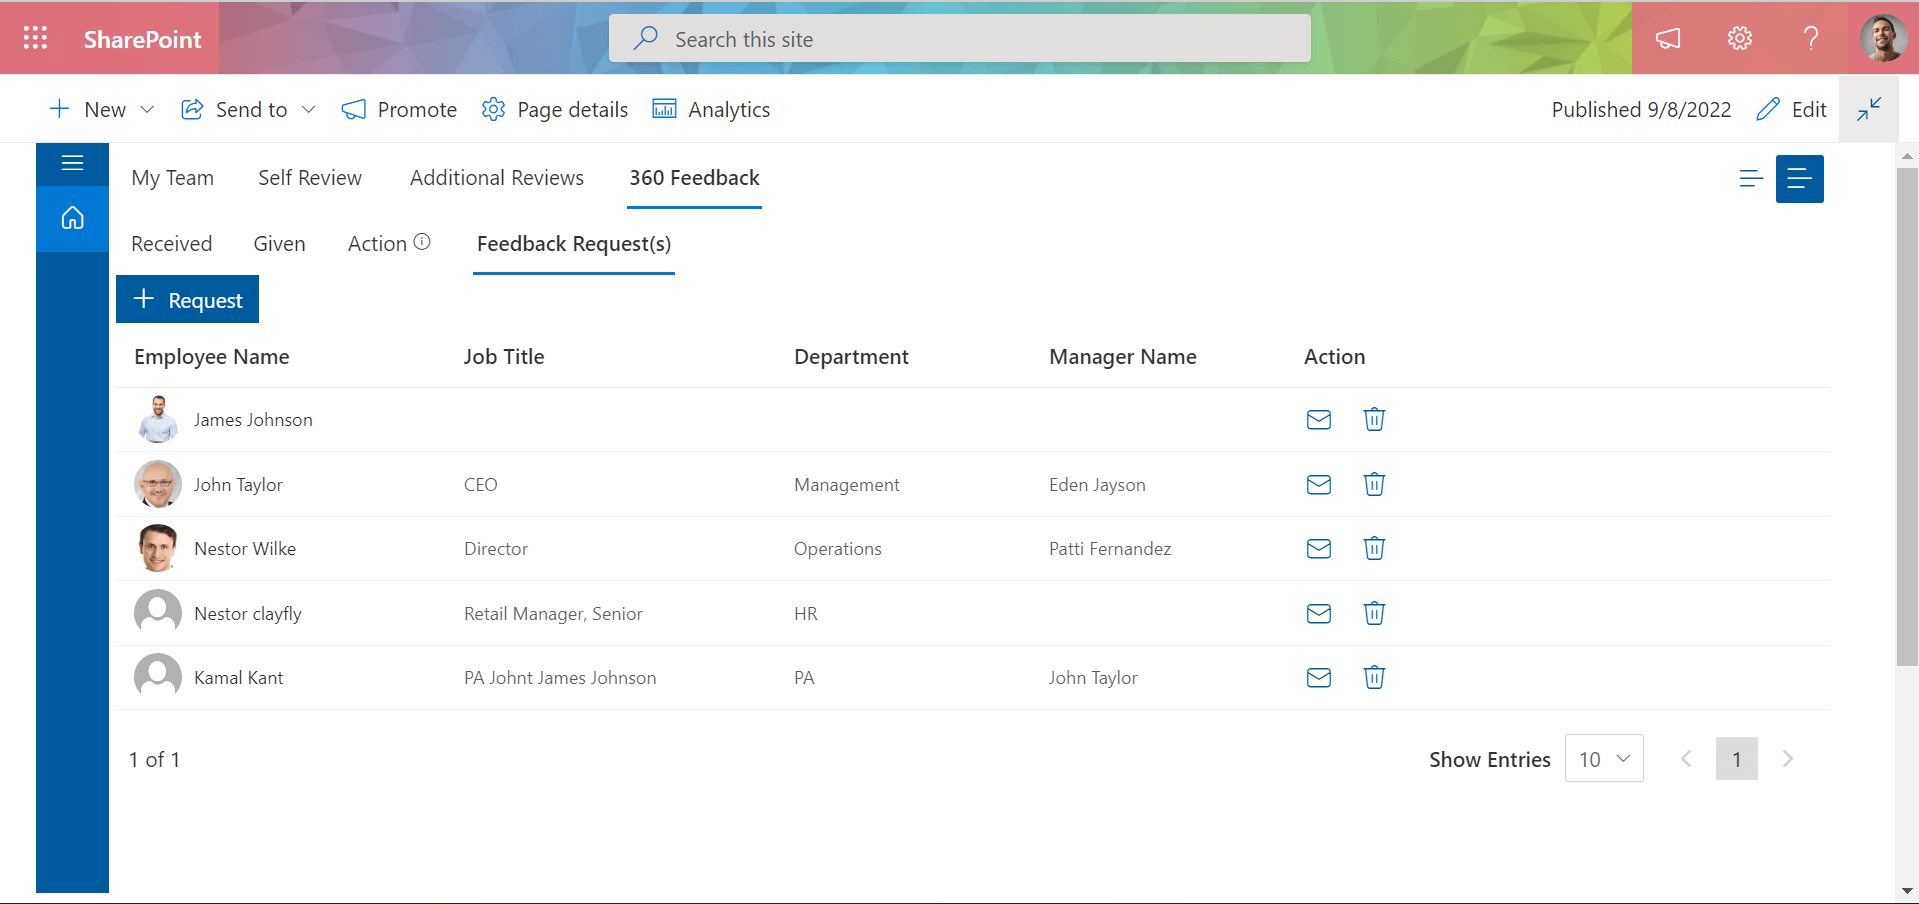 SharePoint
Search this site
New
Send to
Promote
Page details
Analytics
Published 9/8/2022
Edit
My Team
Self Review
Additional Reviews
360 Feedback
Received
Given
Action
Feedback Request(s)
Request
Employee Name Job Title Department Manager Name Action
James Johnson
John Taylor CEO Management Eden Jayson
Nestor Wilke Director Operations Patti Fernandez
Nestor clayfly Retail Manager, Senior HR
Kamal Kant PA Johnt James Johnson PA John Taylor
1 of 1
Show Entries 10 1